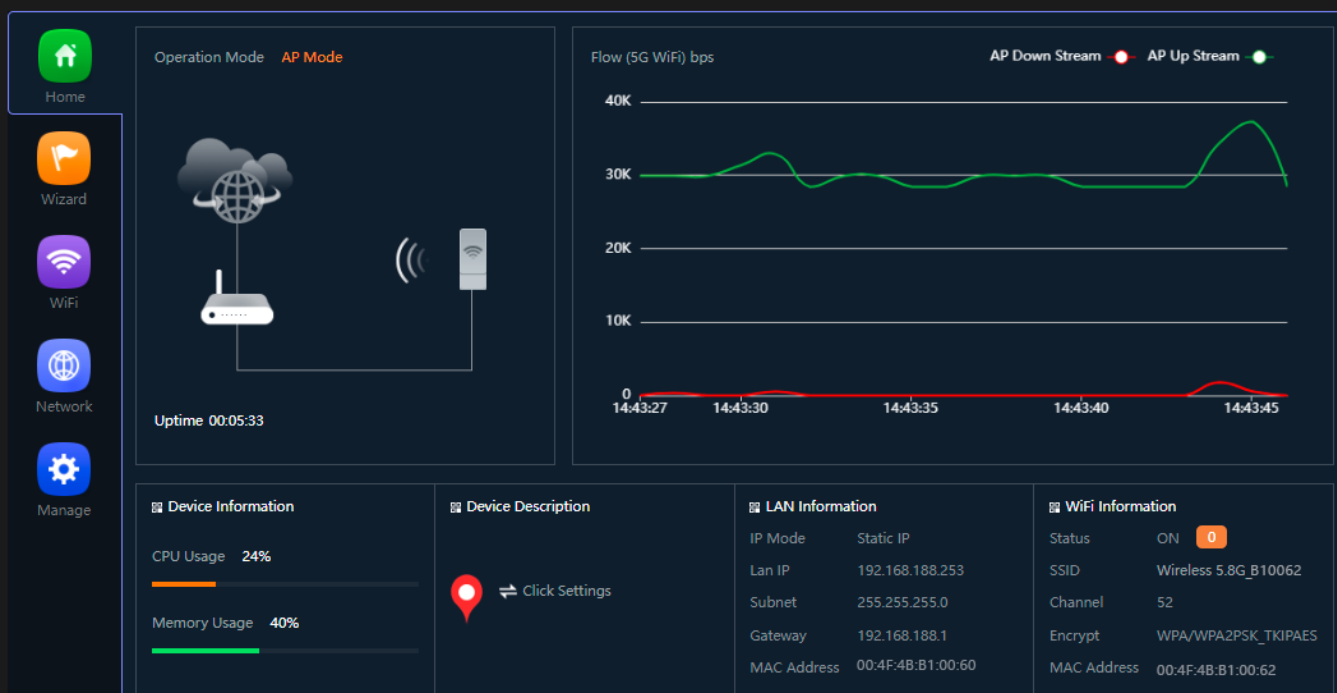 Home
Wizard
WiFi
Network
Manage
Operation Mode AP Mode
Uptime 00:05:33
Flow (5G WiFi) bps
AP Down Stream AP Up Stream
40K
30K
20K
10K
0
14:43:27 14:43:30 14:43:35 14:43:40 14:43:45
Device Information
CPU Usage 24%
Memory Usage 40%
Device Description
Click Settings
LAN Information
IP Mode Static IP
Lan IP 192.168.188.253
Subnet 255.255.255.0
Gateway 192.168.188.1
MAC Address 00:4F:4B:B1:00:60
WiFi Information
Status ON 0
SSID Wireless 5.8G_B10062
Channel 52
Encrypt WPA/WPA2PSK_TKIPAES
MAC Address 00:4F:4B:B1:00:62